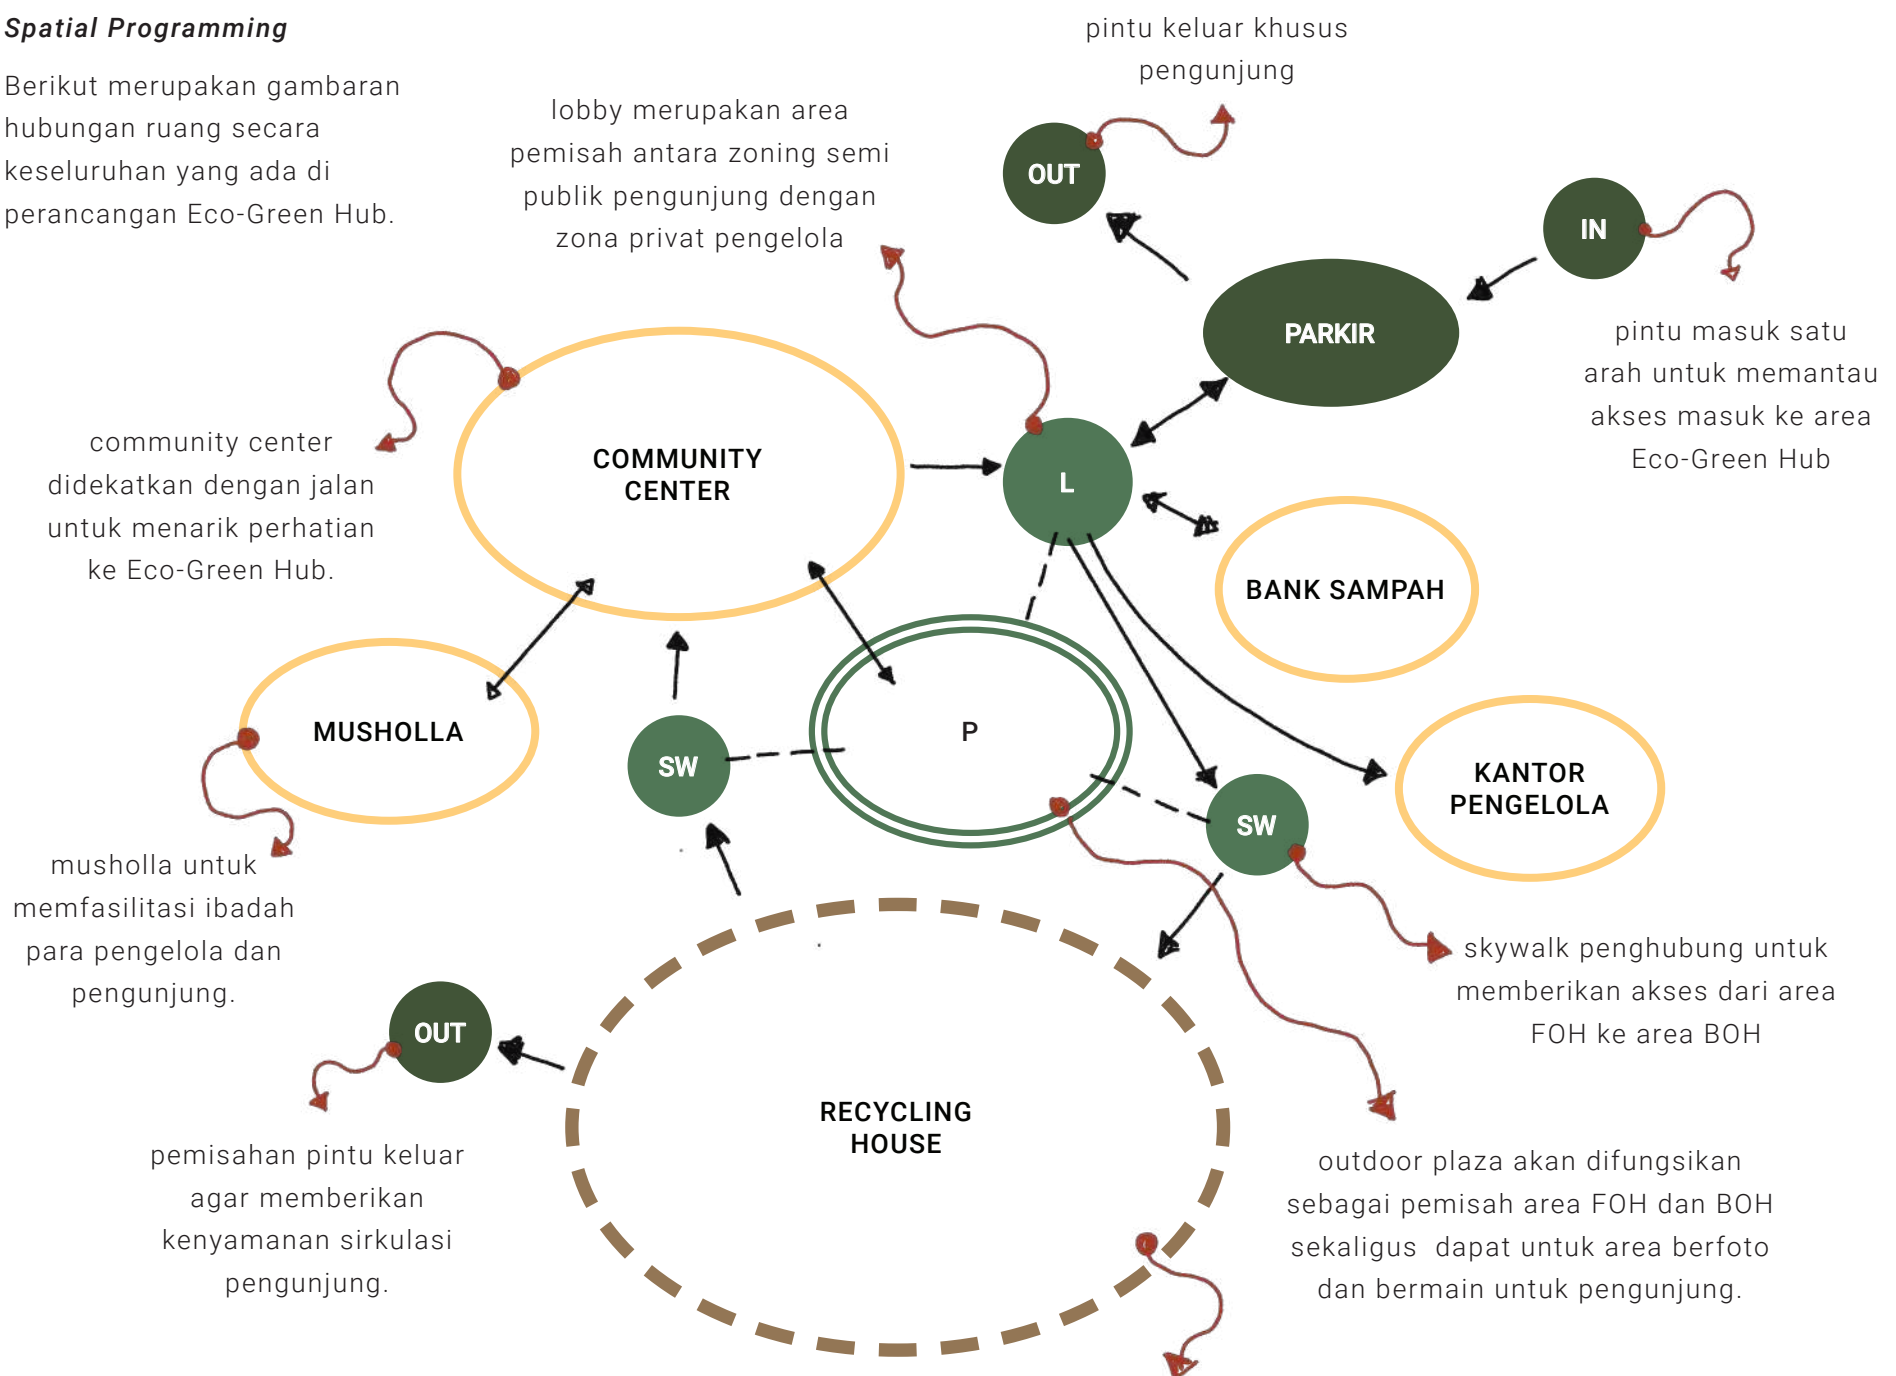 Spatial Programming
Berikut merupakan gambaran
hubungan ruang secara
keseluruhan yang ada di
perancangan Eco-Green Hub.
lobby merupakan area
pemisah antara zoning semi
publik pengunjung dengan
zona privat pengelola
pintu keluar khusus
pengunjung
OUT
IN
PARKIR
pintu masuk satu
arah untuk memantau
akses masuk ke area
Eco-Green Hub
community center
didekatkan dengan jalan
untuk menarik perhatian
ke Eco-Green Hub.
COMMUNITY
CENTER
L
BANK SAMPAH
MUSHOLLA
SW
P
SW
KANTOR
PENGELOLA
musholla untuk
memfasilitasi ibadah
para pengelola dan
pengunjung.
skywalk penghubung untuk
memberikan akses dari area
FOH ke area BOH
OUT
RECYCLING
HOUSE
pemisahan pintu keluar
agar memberikan
kenyamanan sirkulasi
pengunjung.
outdoor plaza akan difungsikan
sebagai pemisah area FOH dan BOH
sekaligus  dapat untuk area berfoto
dan bermain untuk pengunjung.